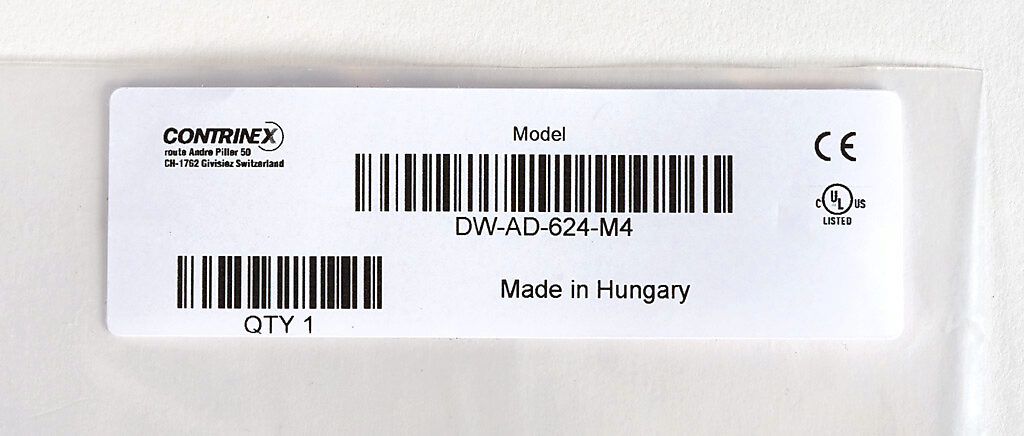 CONTRINEX
route André Piller 50
CH-1762 Givisiez Switzerland
Model
DW-AD-624-M4
QTY 1
Made in Hungary
CE
C UL US
LISTED